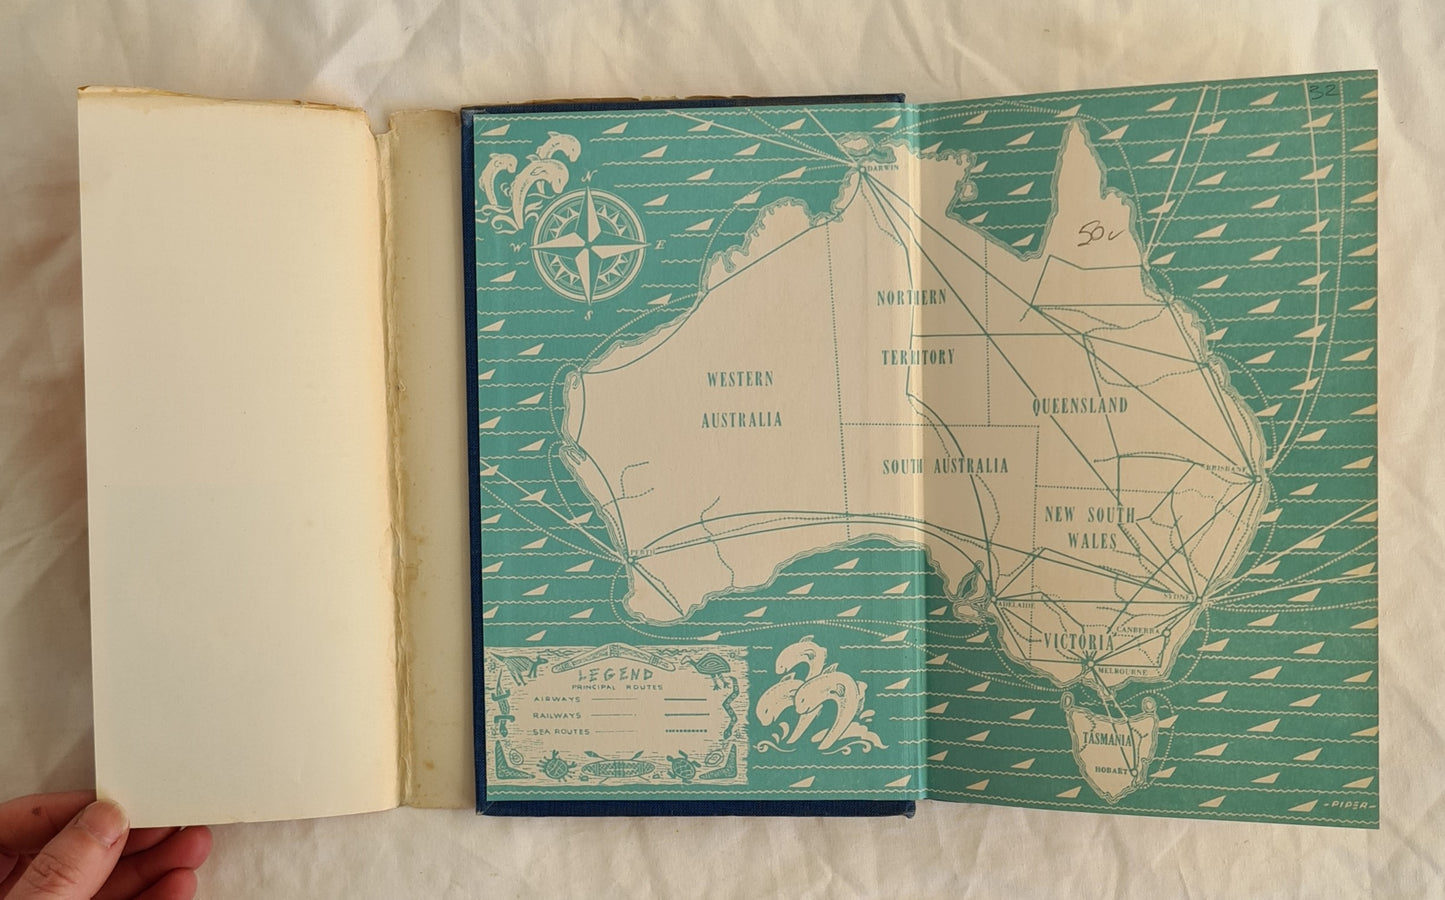 32
N
W E
S
DARWIN
50c
NORTHERN
TERRITORY
WESTERN
AUSTRALIA
QUEENSLAND
SOUTH AUSTRALIA
BRISBANE
NEW SOUTH
WALES
PERTH
SYDNEY
ADELAIDE
CANBERRA
VICTORIA
MELBOURNE
LEGEND
PRINCIPAL ROUTES
AIRWAYS
RAILWAYS
SEA ROUTES
TASMANIA
HOBART
-PIPER-